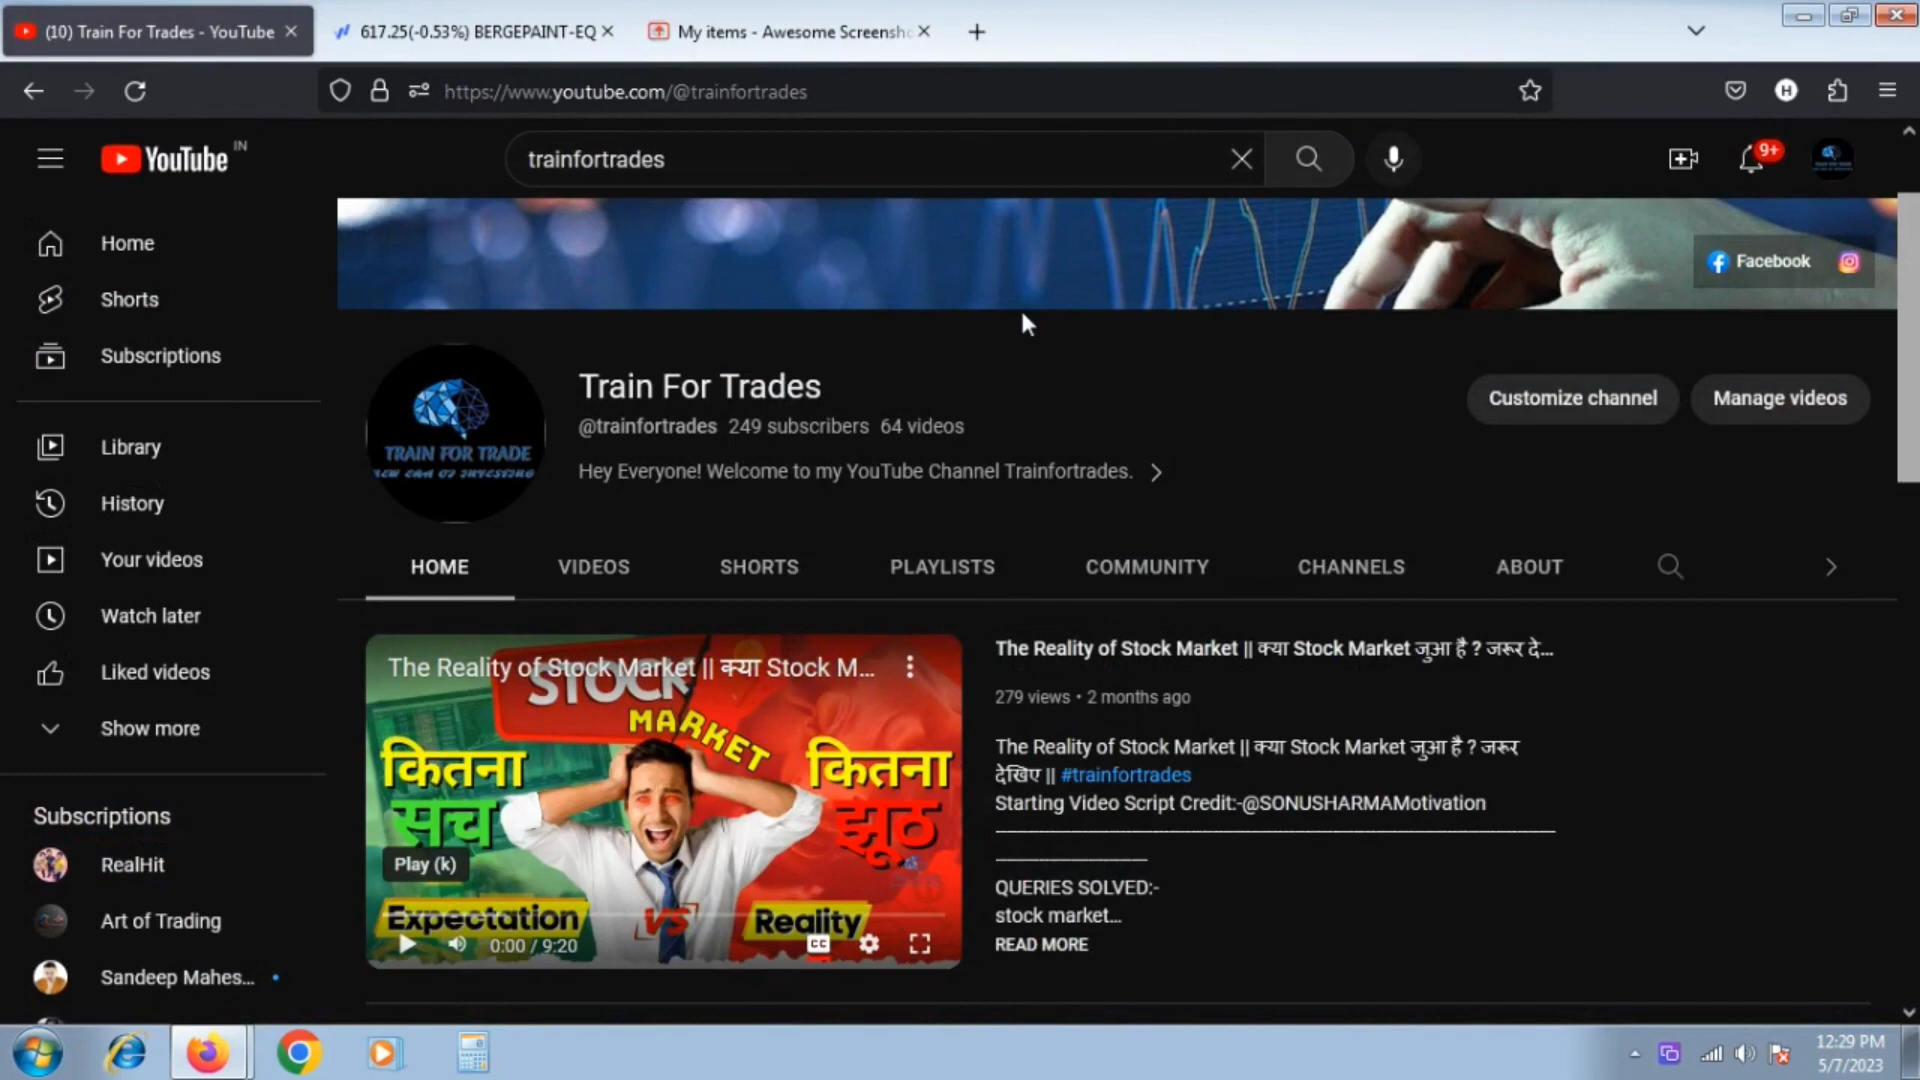 (10) Train For Trades - YouTube
617.25(-0.53%) BERGEPAINT-EQ
My items - Awesome Screensh
https://www.youtube.com/@trainfortrades
YouTube IN
trainfortrades
9+
Facebook
Home
Shorts
Subscriptions
Library
History
Your videos
Watch later
Liked videos
Show more
Subscriptions
RealHit
Art of Trading
Sandeep Mahes...
TRAIN FOR TRADE
NEW ERA OF INVESTING
Train For Trades
@trainfortrades 249 subscribers 64 videos
Hey Everyone! Welcome to my YouTube Channel Trainfortrades.
Customize channel
Manage videos
HOME VIDEOS SHORTS PLAYLISTS COMMUNITY CHANNELS ABOUT
The Reality of Stock Market || क्या Stock M...
STOCK
MARKET
कितना
सच
कितना
झूठ
Play (k)
Expectation
VS
Reality
0:00 / 9:20
CC
The Reality of Stock Market || क्या Stock Market जुआ है ? जरूर दे...
279 views • 2 months ago
The Reality of Stock Market || क्या Stock Market जुआ है ? जरूर
देखिए || #trainfortrades
Starting Video Script Credit:-@SONUSHARMAMotivation
QUERIES SOLVED:-
stock market...
READ MORE
12:29 PM
5/7/2023